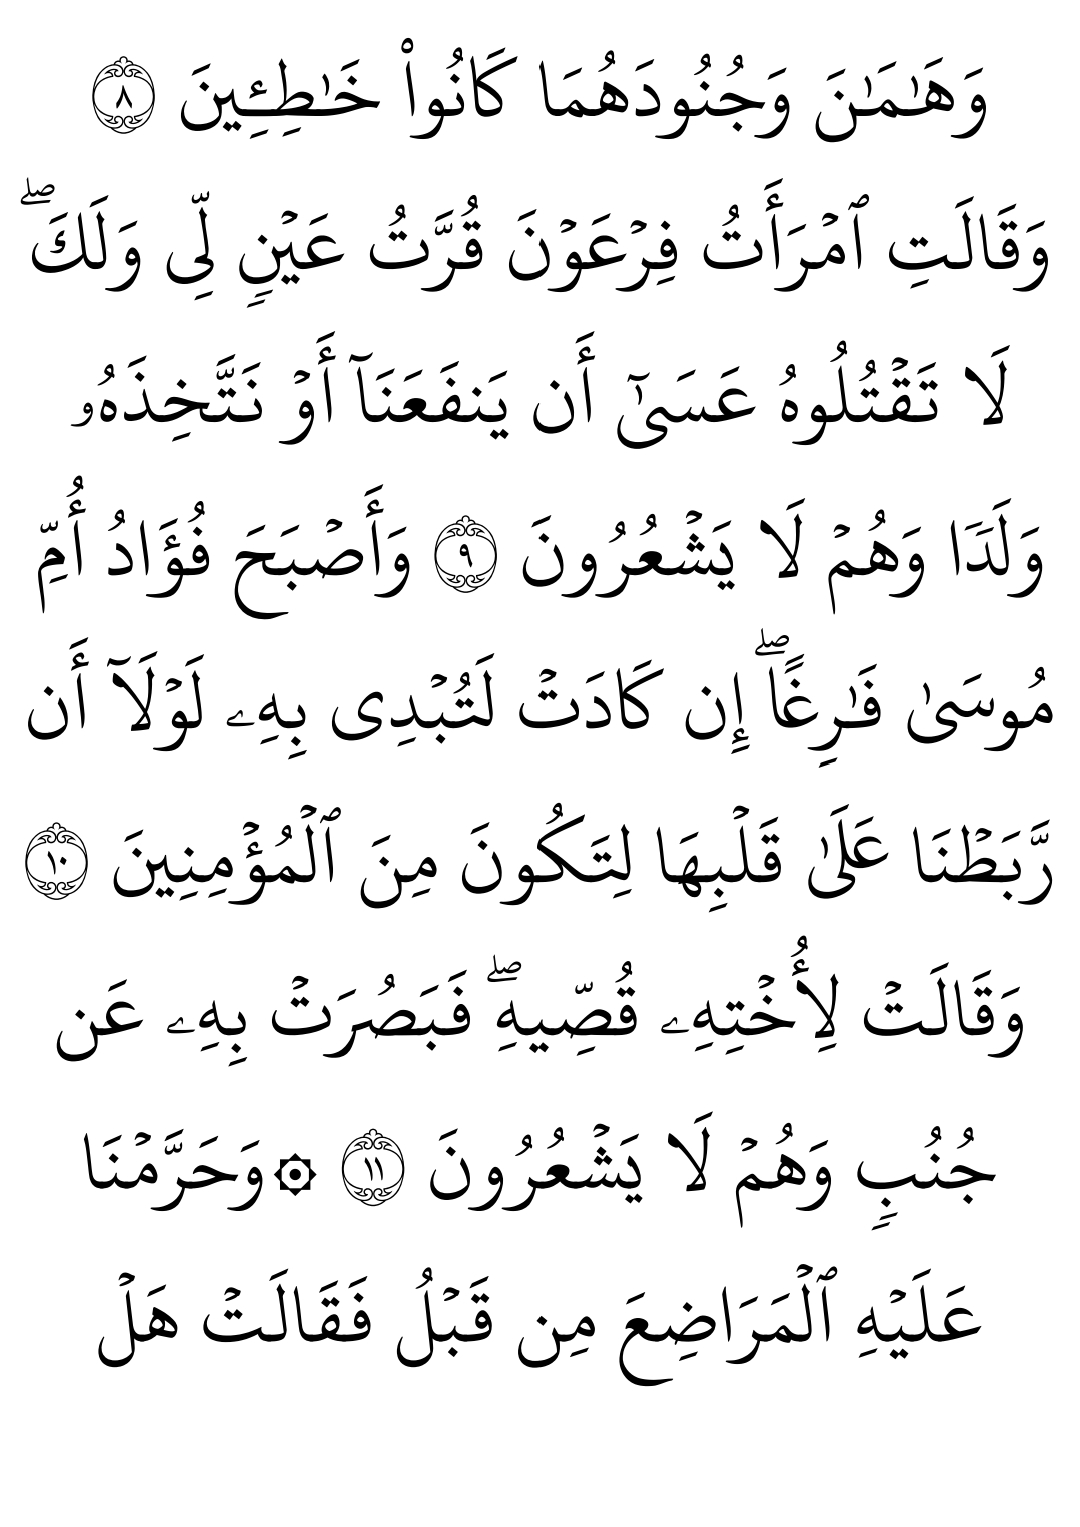 وَهَـٰمَـٰنَ وَجُنُودَهُمَا كَانُوا۟ خَـٰطِـِٔينَ ۝٨
وَقَالَتِ ٱمۡرَأَتُ فِرۡعَوۡنَ قُرَّتُ عَيۡنࣲ لِّی وَلَكَۖ
لَا تَقۡتُلُوهُ عَسَىٰۤ أَن يَنفَعَنَاۤ أَوۡ نَتَّخِذَهُۥ
وَلَدࣰا وَهُمۡ لَا يَشۡعُرُونَ ۝٩ وَأَصۡبَحَ فُؤَادُ أُمِّ
مُوسَىٰ فَـٰرِغًاۖ إِن كَادَتۡ لَتُبۡدِی بِهِۦ لَوۡلَاۤ أَن
رَّبَطۡنَا عَلَىٰ قَلۡبِهَا لِتَكُونَ مِنَ ٱلۡمُؤۡمِنِينَ ۝١٠
وَقَالَتۡ لِأُخۡتِهِۦ قُصِّيهِۖ فَبَصُرَتۡ بِهِۦ عَن
جُنُبࣲ وَهُمۡ لَا يَشۡعُرُونَ ۝١١ ۞ وَحَرَّمۡنَا
عَلَيۡهِ ٱلۡمَرَاضِعَ مِن قَبۡلُ فَقَالَتۡ هَلۡ